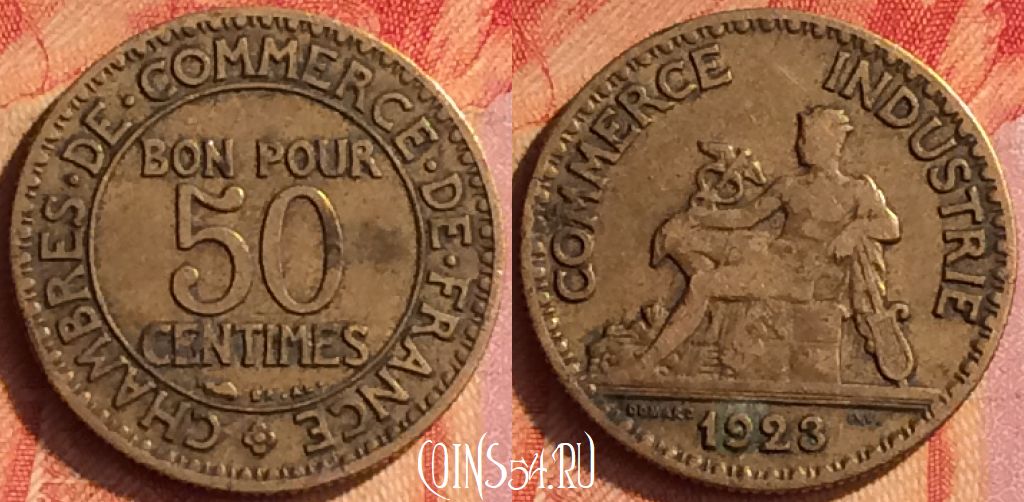 CHAMBRES · DE · COMMERCE · DE · FRANCE
BON POUR
50
CENTIMES
COMMERCE INDUSTRIE
DOMARD
1923
COINS54.RU